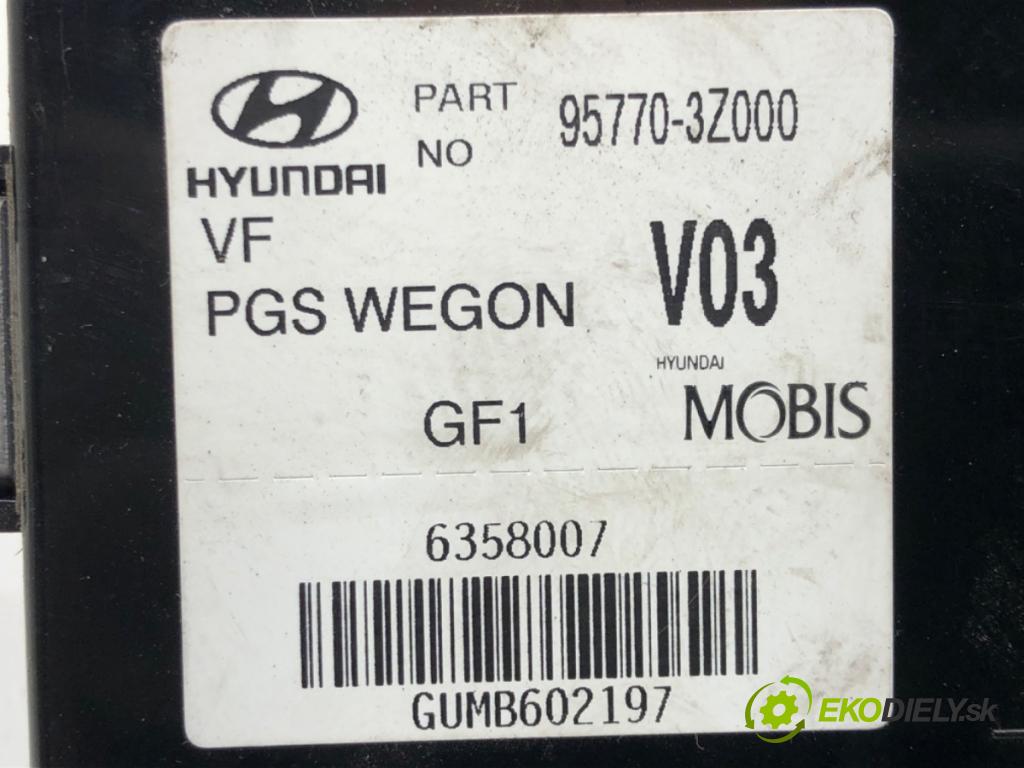 HYUNDAI
PART NO
95770-3Z000
VF
PGS WEGON
V03
HYUNDAI
MOBIS
GF1
6358007
GUMB602197
EKODIELY.sk